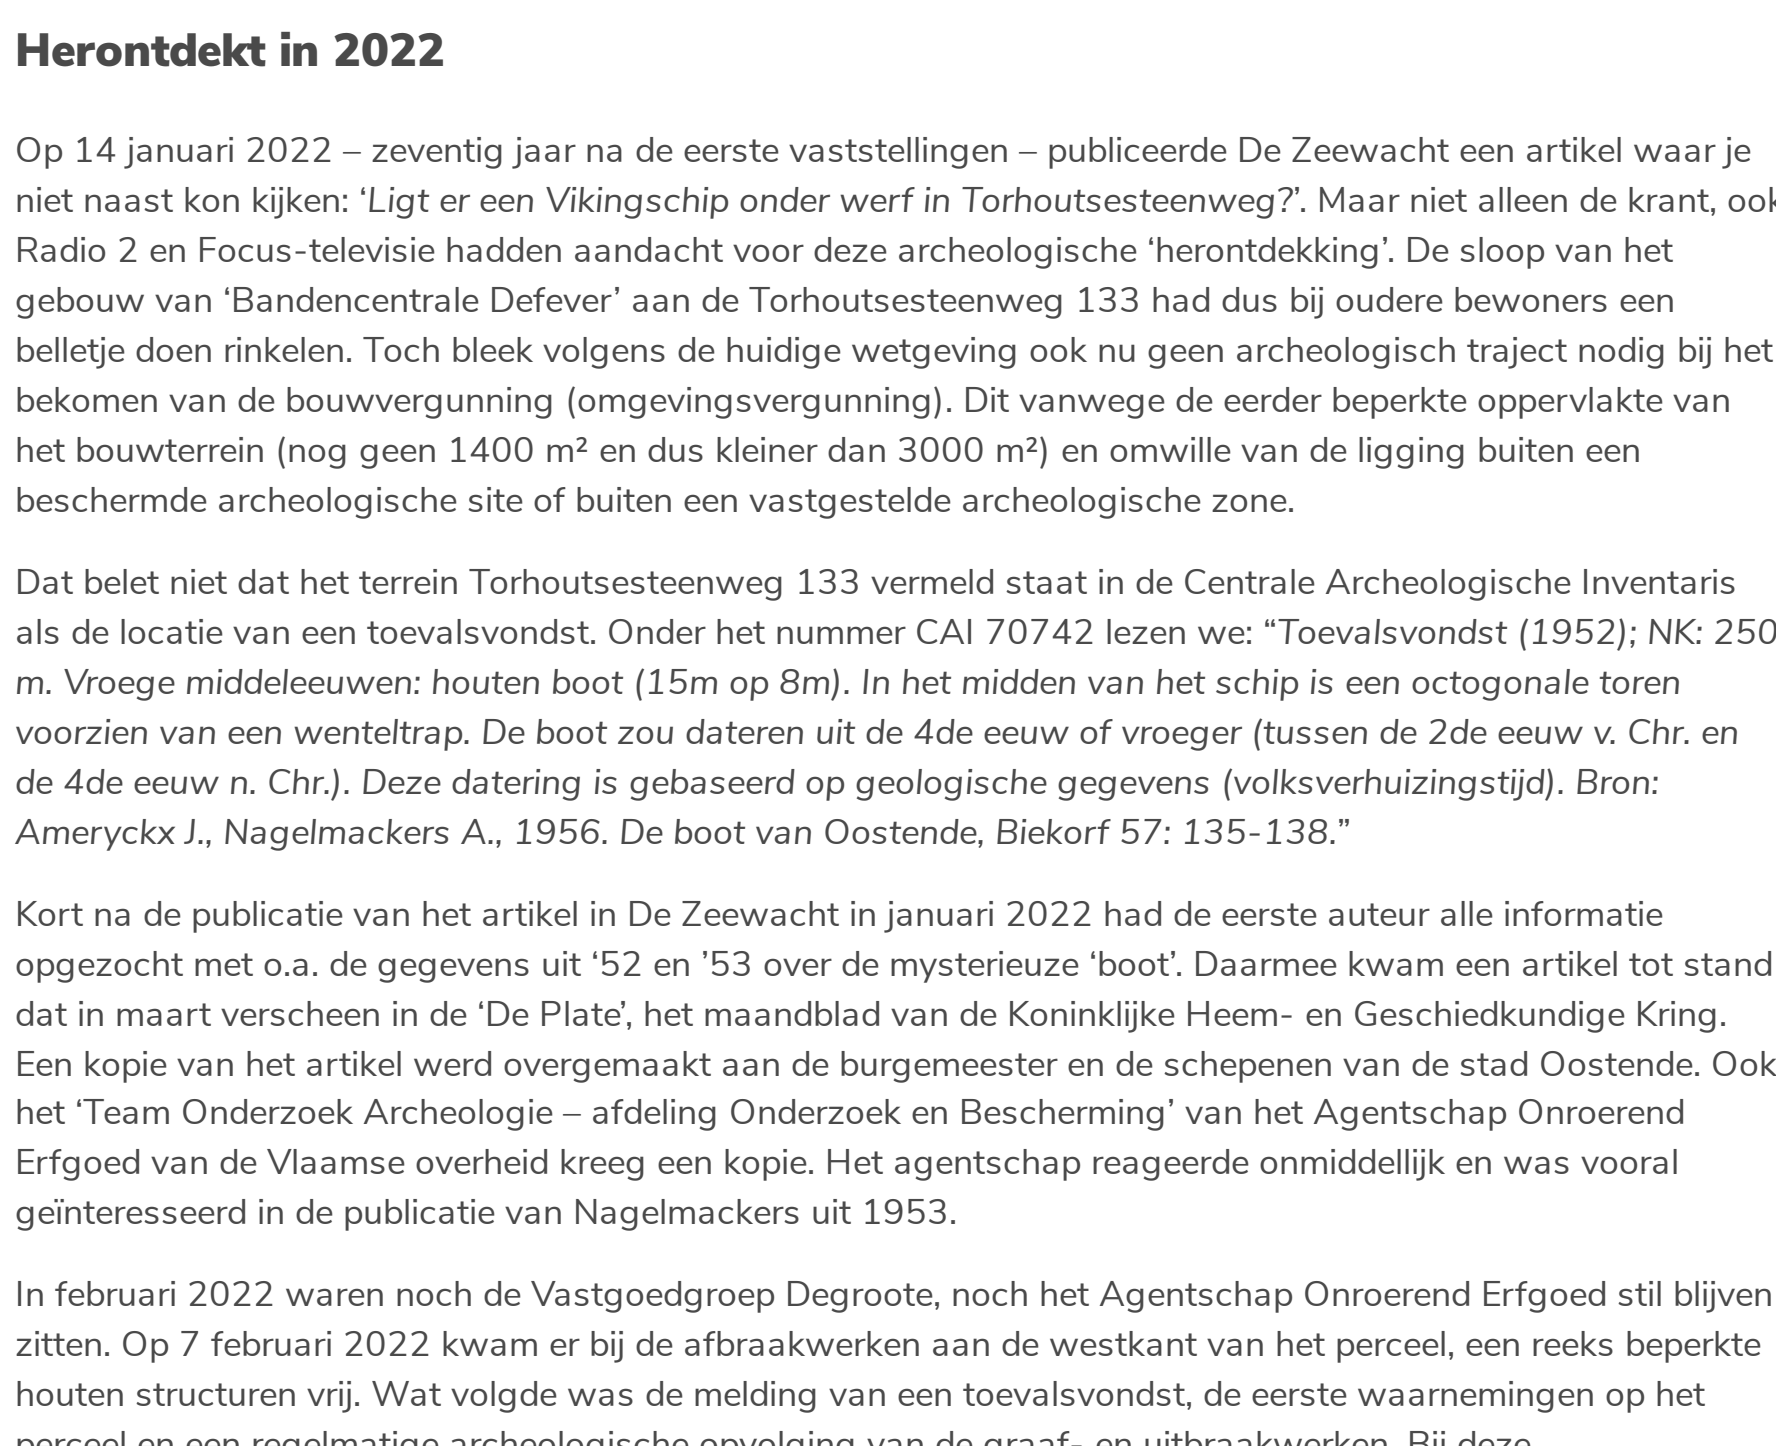 Herontdekt in 2022
Op 14 januari 2022 – zeventig jaar na de eerste vaststellingen – publiceerde De Zeewacht een artikel waar je
niet naast kon kijken: ‘Ligt er een Vikingschip onder werf in Torhoutsesteenweg?’. Maar niet alleen de krant, ook
Radio 2 en Focus-televisie hadden aandacht voor deze archeologische ‘herontdekking’. De sloop van het
gebouw van ‘Bandencentrale Defever’ aan de Torhoutsesteenweg 133 had dus bij oudere bewoners een
belletje doen rinkelen. Toch bleek volgens de huidige wetgeving ook nu geen archeologisch traject nodig bij het
bekomen van de bouwvergunning (omgevingsvergunning). Dit vanwege de eerder beperkte oppervlakte van
het bouwterrein (nog geen 1400 m² en dus kleiner dan 3000 m²) en omwille van de ligging buiten een
beschermde archeologische site of buiten een vastgestelde archeologische zone.
Dat belet niet dat het terrein Torhoutsesteenweg 133 vermeld staat in de Centrale Archeologische Inventaris
als de locatie van een toevalsvondst. Onder het nummer CAI 70742 lezen we: “Toevalsvondst (1952); NK: 250
m. Vroege middeleeuwen: houten boot (15m op 8m). In het midden van het schip is een octogonale toren
voorzien van een wenteltrap. De boot zou dateren uit de 4de eeuw of vroeger (tussen de 2de eeuw v. Chr. en
de 4de eeuw n. Chr.). Deze datering is gebaseerd op geologische gegevens (volksverhuizingstijd). Bron:
Ameryckx J., Nagelmackers A., 1956. De boot van Oostende, Biekorf 57: 135-138.”
Kort na de publicatie van het artikel in De Zeewacht in januari 2022 had de eerste auteur alle informatie
opgezocht met o.a. de gegevens uit ‘52 en ’53 over de mysterieuze ‘boot’. Daarmee kwam een artikel tot stand
dat in maart verscheen in de ‘De Plate’, het maandblad van de Koninklijke Heem- en Geschiedkundige Kring.
Een kopie van het artikel werd overgemaakt aan de burgemeester en de schepenen van de stad Oostende. Ook
het ‘Team Onderzoek Archeologie – afdeling Onderzoek en Bescherming’ van het Agentschap Onroerend
Erfgoed van de Vlaamse overheid kreeg een kopie. Het agentschap reageerde onmiddellijk en was vooral
geïnteresseerd in de publicatie van Nagelmackers uit 1953.
In februari 2022 waren noch de Vastgoedgroep Degroote, noch het Agentschap Onroerend Erfgoed stil blijven
zitten. Op 7 februari 2022 kwam er bij de afbraakwerken aan de westkant van het perceel, een reeks beperkte
houten structuren vrij. Wat volgde was de melding van een toevalsvondst, de eerste waarnemingen op het
perceel en een regelmatige archeologische opvolging van de graaf- en uitbraakwerken. Bij deze